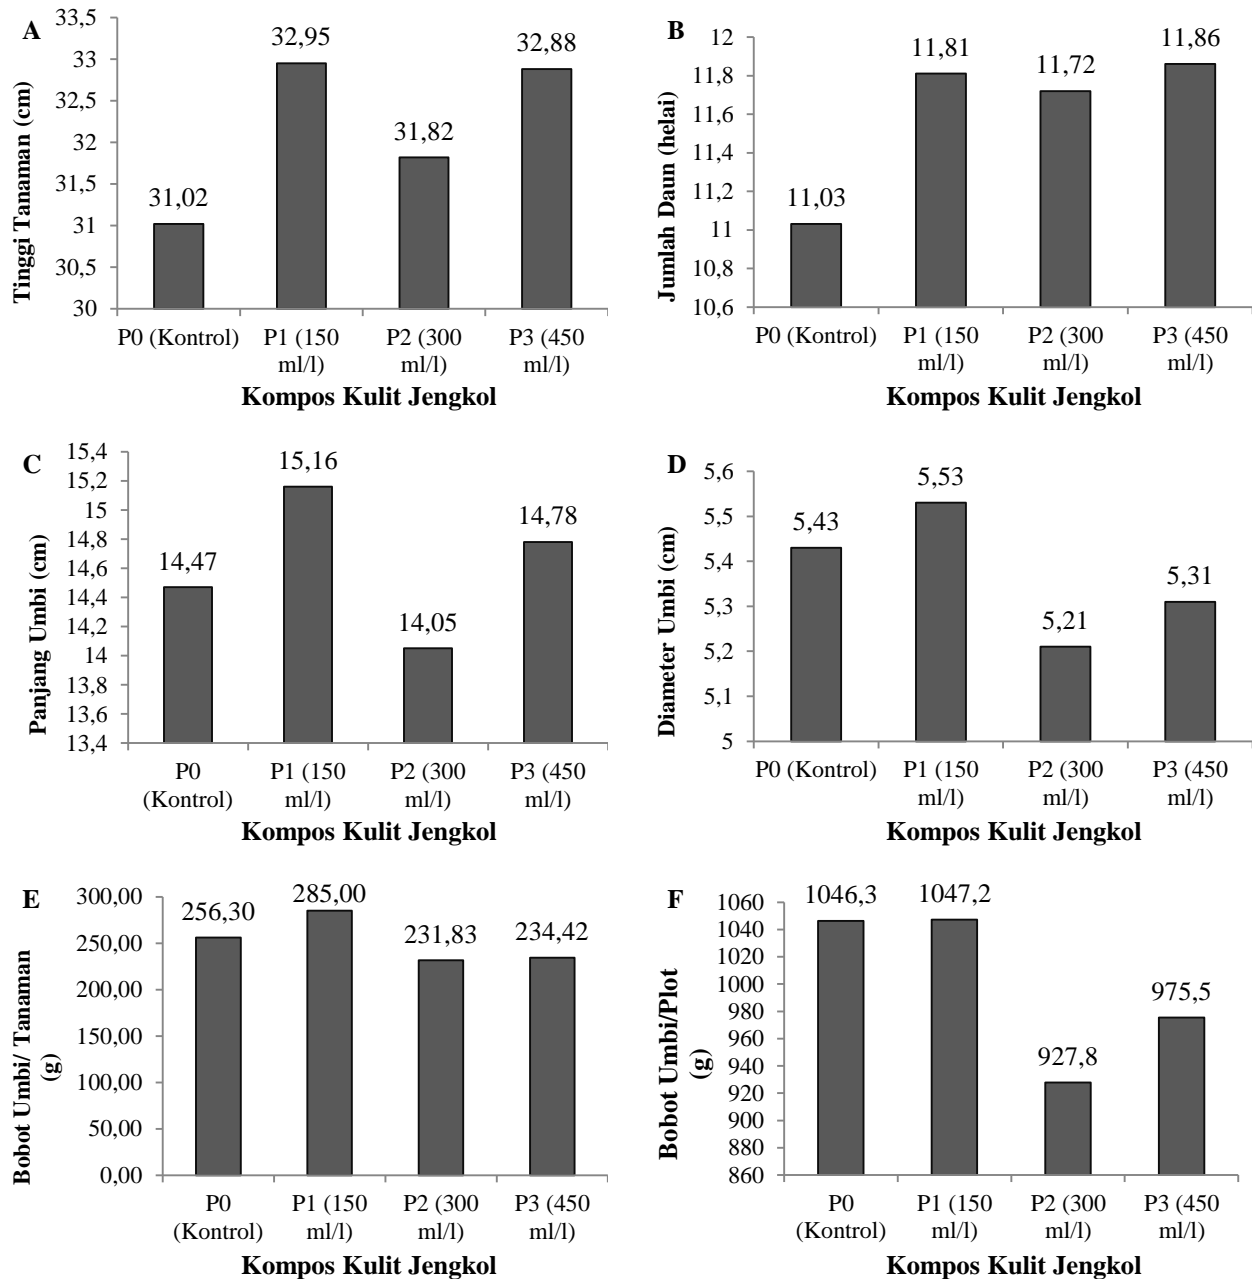 A
Tinggi Tanaman (cm)
33,5
33
32,5
32
31,5
31
30,5
30
31,02
32,95
31,82
32,88
P0 (Kontrol)
P1 (150
ml/l)
P2 (300
ml/l)
P3 (450
ml/l)
Kompos Kulit Jengkol
B
Jumlah Daun (helai)
12
11,8
11,6
11,4
11,2
11
10,8
10,6
11,03
11,81
11,72
11,86
P0 (Kontrol)
P1 (150
ml/l)
P2 (300
ml/l)
P3 (450
ml/l)
Kompos Kulit Jengkol
C
Panjang Umbi (cm)
15,4
15,2
15
14,8
14,6
14,4
14,2
14
13,8
13,6
13,4
14,47
15,16
14,05
14,78
P0
(Kontrol)
P1 (150
ml/l)
P2 (300
ml/l)
P3 (450
ml/l)
Kompos Kulit Jengkol
D
Diameter Umbi (cm)
5,6
5,5
5,4
5,3
5,2
5,1
5
5,43
5,53
5,21
5,31
P0 (Kontrol)
P1 (150
ml/l)
P2 (300
ml/l)
P3 (450
ml/l)
Kompos Kulit Jengkol
E
Bobot Umbi/ Tanaman
(g)
300,00
250,00
200,00
150,00
100,00
50,00
0,00
256,30
285,00
231,83
234,42
P0
(Kontrol)
P1 (150
ml/l)
P2 (300
ml/l)
P3 (450
ml/l)
Kompos Kulit Jengkol
F
Bobot Umbi/Plot
(g)
1060
1040
1020
1000
980
960
940
920
900
880
860
1046,3
1047,2
927,8
975,5
P0
(Kontrol)
P1 (150
ml/l)
P2 (300
ml/l)
P3 (450
ml/l)
Kompos Kulit Jengkol